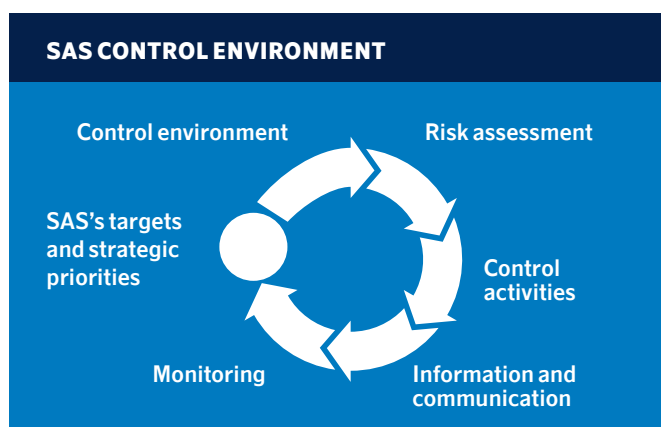 SAS CONTROL ENVIRONMENT
Control environment
Risk assessment
SAS's targets
and strategic
priorities
Control
activities
Monitoring
Information and
communication